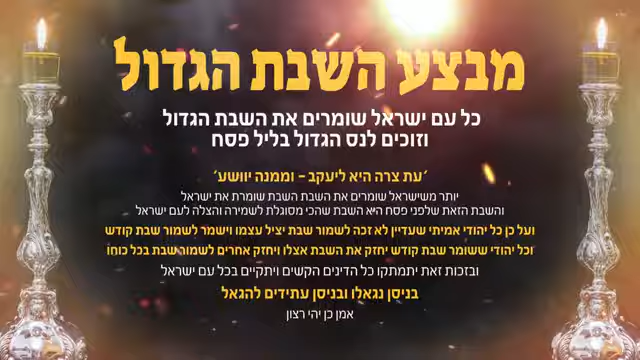 מבצע השבת הגדול
כל עם ישראל שומרים את השבת הגדול
וזוכים לנס הגדול בליל פסח
'עת צרה היא ליעקב - וממנה יוושע'
יותר משישראל שומרים את השבת השבת שומרת את ישראל
והשבת הזאת שלפני פסח היא השבת שהכי מסוגלת לשמירה והצלה לעם ישראל
ועל כן כל יהודי אמיתי שעדיין לא זכה לשמור שבת יציל עצמו וישמר לשמור שבת קודש
וכל יהודי ששומר שבת קודש יחזק את השבת אצלו ויחזק אחרים לשמור שבת בכל כוחו
ובזכות זאת יתמתקו כל הדינים הקשים ויתקיים בכל עם ישראל
בניסן נגאלו ובניסן עתידים להגאל
אמן כן יהי רצון